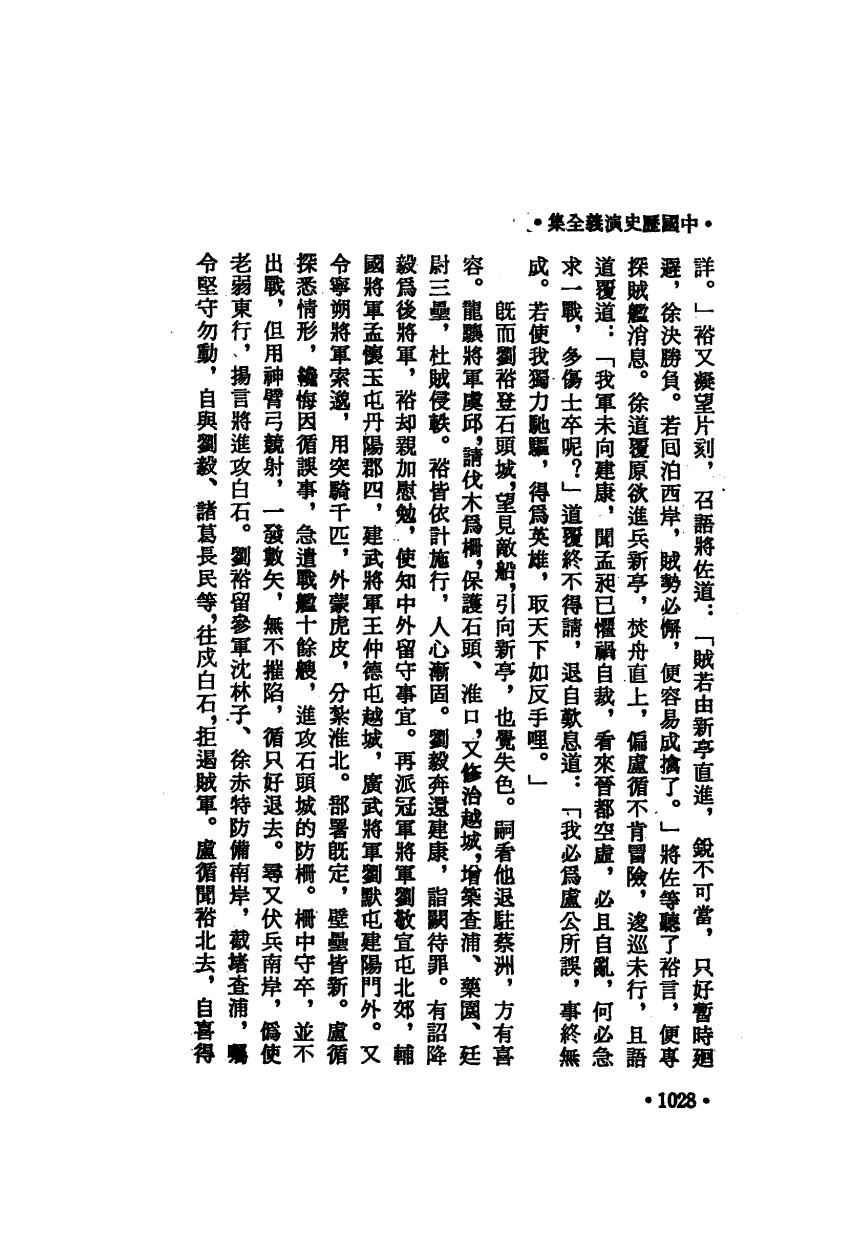 •中國歷史演義全集•
詳。」裕又凝望片刻，召語將佐道：「賊若由新亭直進，銳不可當，只好暫時廻
避，徐決勝負。若回泊西岸，賊勢必懈，便容易成擒了。」將佐等聽了裕言，便專
探賊艦消息。徐道覆原欲進兵新亭，焚舟直上，偏盧循不肯冒險，逡巡未行，且語
道覆道：「我軍未向建康，聞孟昶已懼禍自裁，看來晉都空虛，必且自亂，何必急
求一戰，多傷士卒呢？」道覆終不得請，退自歎息道：「我必爲盧公所誤，事終無
成。若使我獨力馳驅，得爲英雄，取天下如反手哩。」
既而劉裕登石頭城，望見敵船，引向新亭，也覺失色。嗣看他退駐蔡洲，方有喜
容。龍驤將軍虞邱，請伐木爲柵，保護石頭、淮口，又修治越城，增築查浦、藥園、廷
尉三壘，杜賊侵軼。裕皆依計施行，人心漸固。劉毅奔還建康，詣闕待罪。有詔降
毅爲後將軍，裕却親加慰勉，使知中外留守事宜。再派冠軍將軍劉敬宣屯北郊，輔
國將軍孟懷玉屯丹陽郡四，建武將軍王仲德屯越城，廣武將軍劉默屯建陽門外。又
令寧朔將軍索邈，用突騎千匹，外蒙虎皮，分紮淮北。部署既定，壁壘皆新。盧循
探悉情形，纔悔因循誤事，急遣戰艦十餘艘，進攻石頭城的防柵。柵中守卒，並不
出戰，但用神臂弓競射，一發數矢，無不摧陷，循只好退去。尋又伏兵南岸，僞使
老弱東行，揚言將進攻白石。劉裕留參軍沈林子、徐赤特防備南岸，截堵查浦，囑
令堅守勿動，自與劉毅、諸葛長民等，往戍白石，拒遏賊軍。盧循聞裕北去，自喜得
•1028•